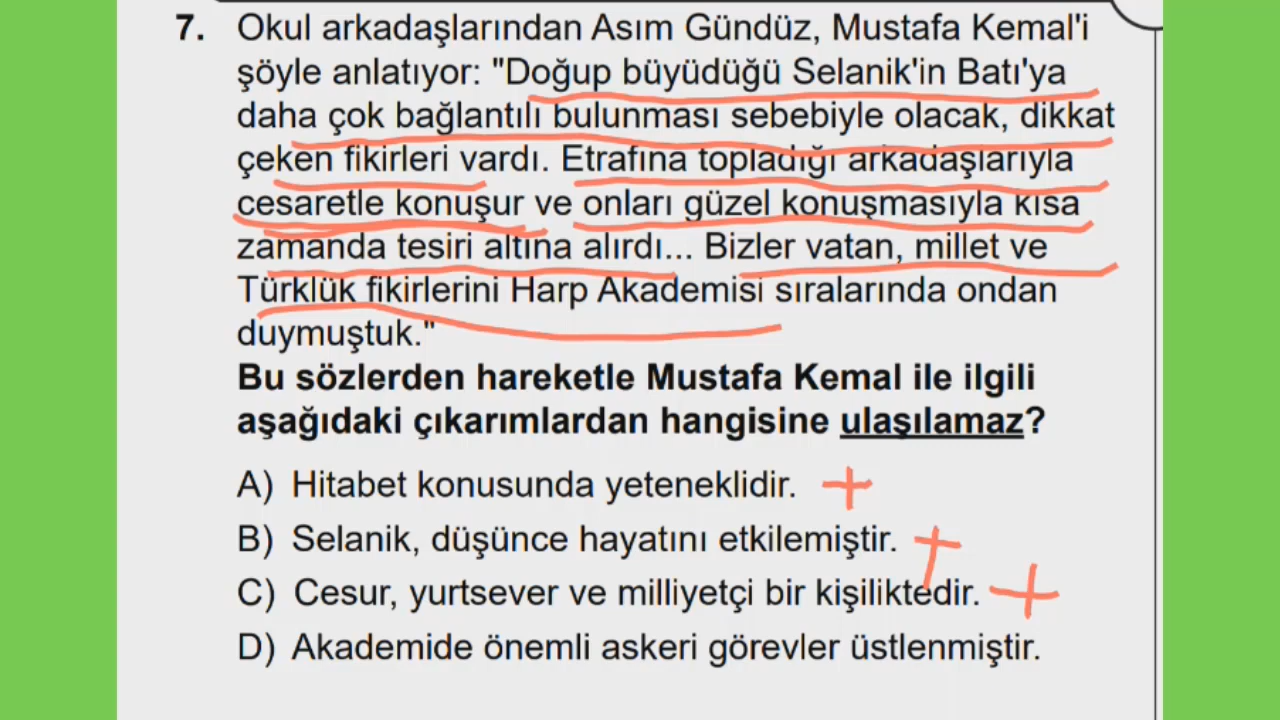 7. Okul arkadaşlarından Asım Gündüz, Mustafa Kemal'i
şöyle anlatıyor: "Doğup büyüdüğü Selanik'in Batı'ya
daha çok bağlantılı bulunması sebebiyle olacak, dikkat
çeken fikirleri vardı. Etrafına topladığı arkadaşlarıyla
cesaretle konuşur ve onları güzel konuşmasıyla kısa
zamanda tesiri altına alırdı... Bizler vatan, millet ve
Türklük fikirlerini Harp Akademisi sıralarında ondan
duymuştuk."
Bu sözlerden hareketle Mustafa Kemal ile ilgili
aşağıdaki çıkarımlardan hangisine ulaşılamaz?
A) Hitabet konusunda yeteneklidir. +
B) Selanik, düşünce hayatını etkilemiştir. +
C) Cesur, yurtsever ve milliyetçi bir kişiliktedir. +
D) Akademide önemli askeri görevler üstlenmiştir.